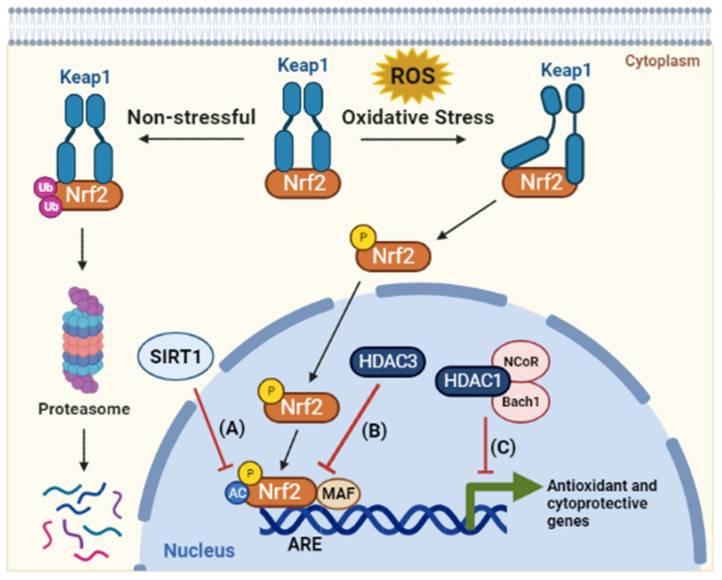 Cytoplasm
Keap1
Keap1
ROS
Keap1
Non-stressful
Oxidative Stress
Ub
Ub
Nrf2
Nrf2
Nrf2
P
Nrf2
SIRT1
HDAC3
HDAC1
NCoR
Bach1
P
Nrf2
Proteasome
(A)
(B)
(C)
P
AC
Nrf2
MAF
Antioxidant and
cytoprotective
genes
ARE
Nucleus